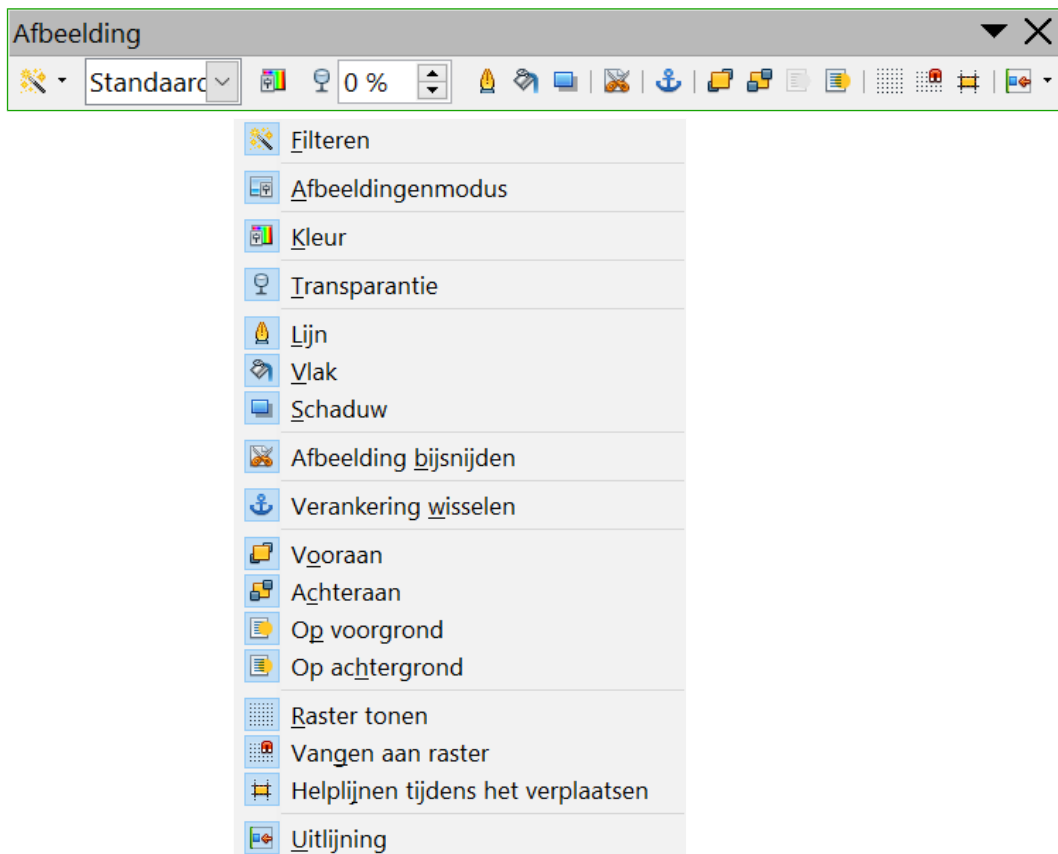 Afbeelding
Standaard 0 %
Filteren
Afbeeldingenmodus
Kleur
Transparantie
Lijn
Vlak
Schaduw
Afbeelding bijsnijden
Verankering wisselen
Vooraan
Achteraan
Op voorgrond
Op achtergrond
Raster tonen
Vangen aan raster
Helplijnen tijdens het verplaatsen
Uitlijning